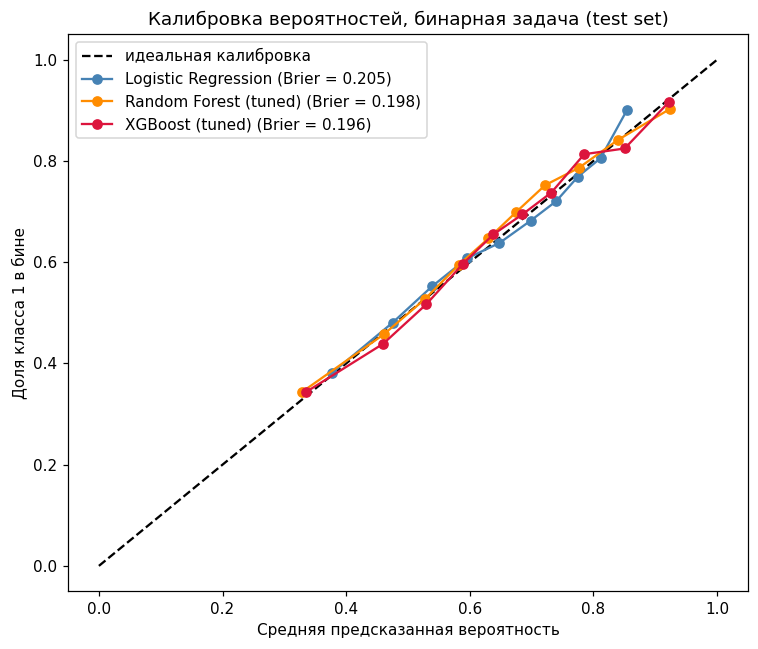 Калибровка вероятностей, бинарная задача (test set)
идеальная калибровка
Logistic Regression (Brier = 0.205)
Random Forest (tuned) (Brier = 0.198)
XGBoost (tuned) (Brier = 0.196)
Доля класса 1 в бине
1.0
0.8
0.6
0.4
0.2
0.0
0.0 0.2 0.4 0.6 0.8 1.0
Средняя предсказанная вероятность